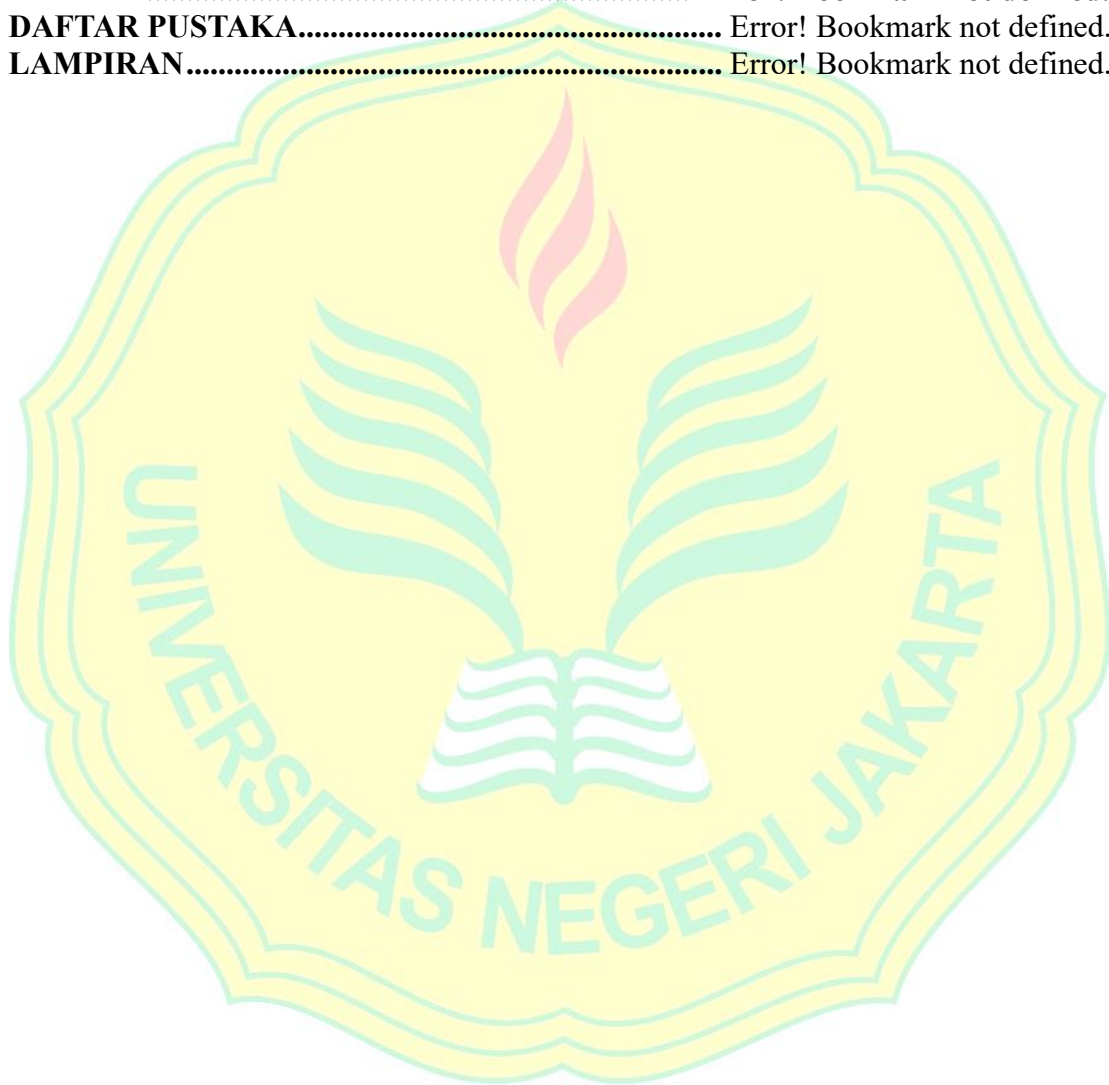 DAFTAR PUSTAKA..................................................... Error! Bookmark not defined.
LAMPIRAN................................................................... Error! Bookmark not defined.
UNIVERSITAS NEGERI JAKARTA